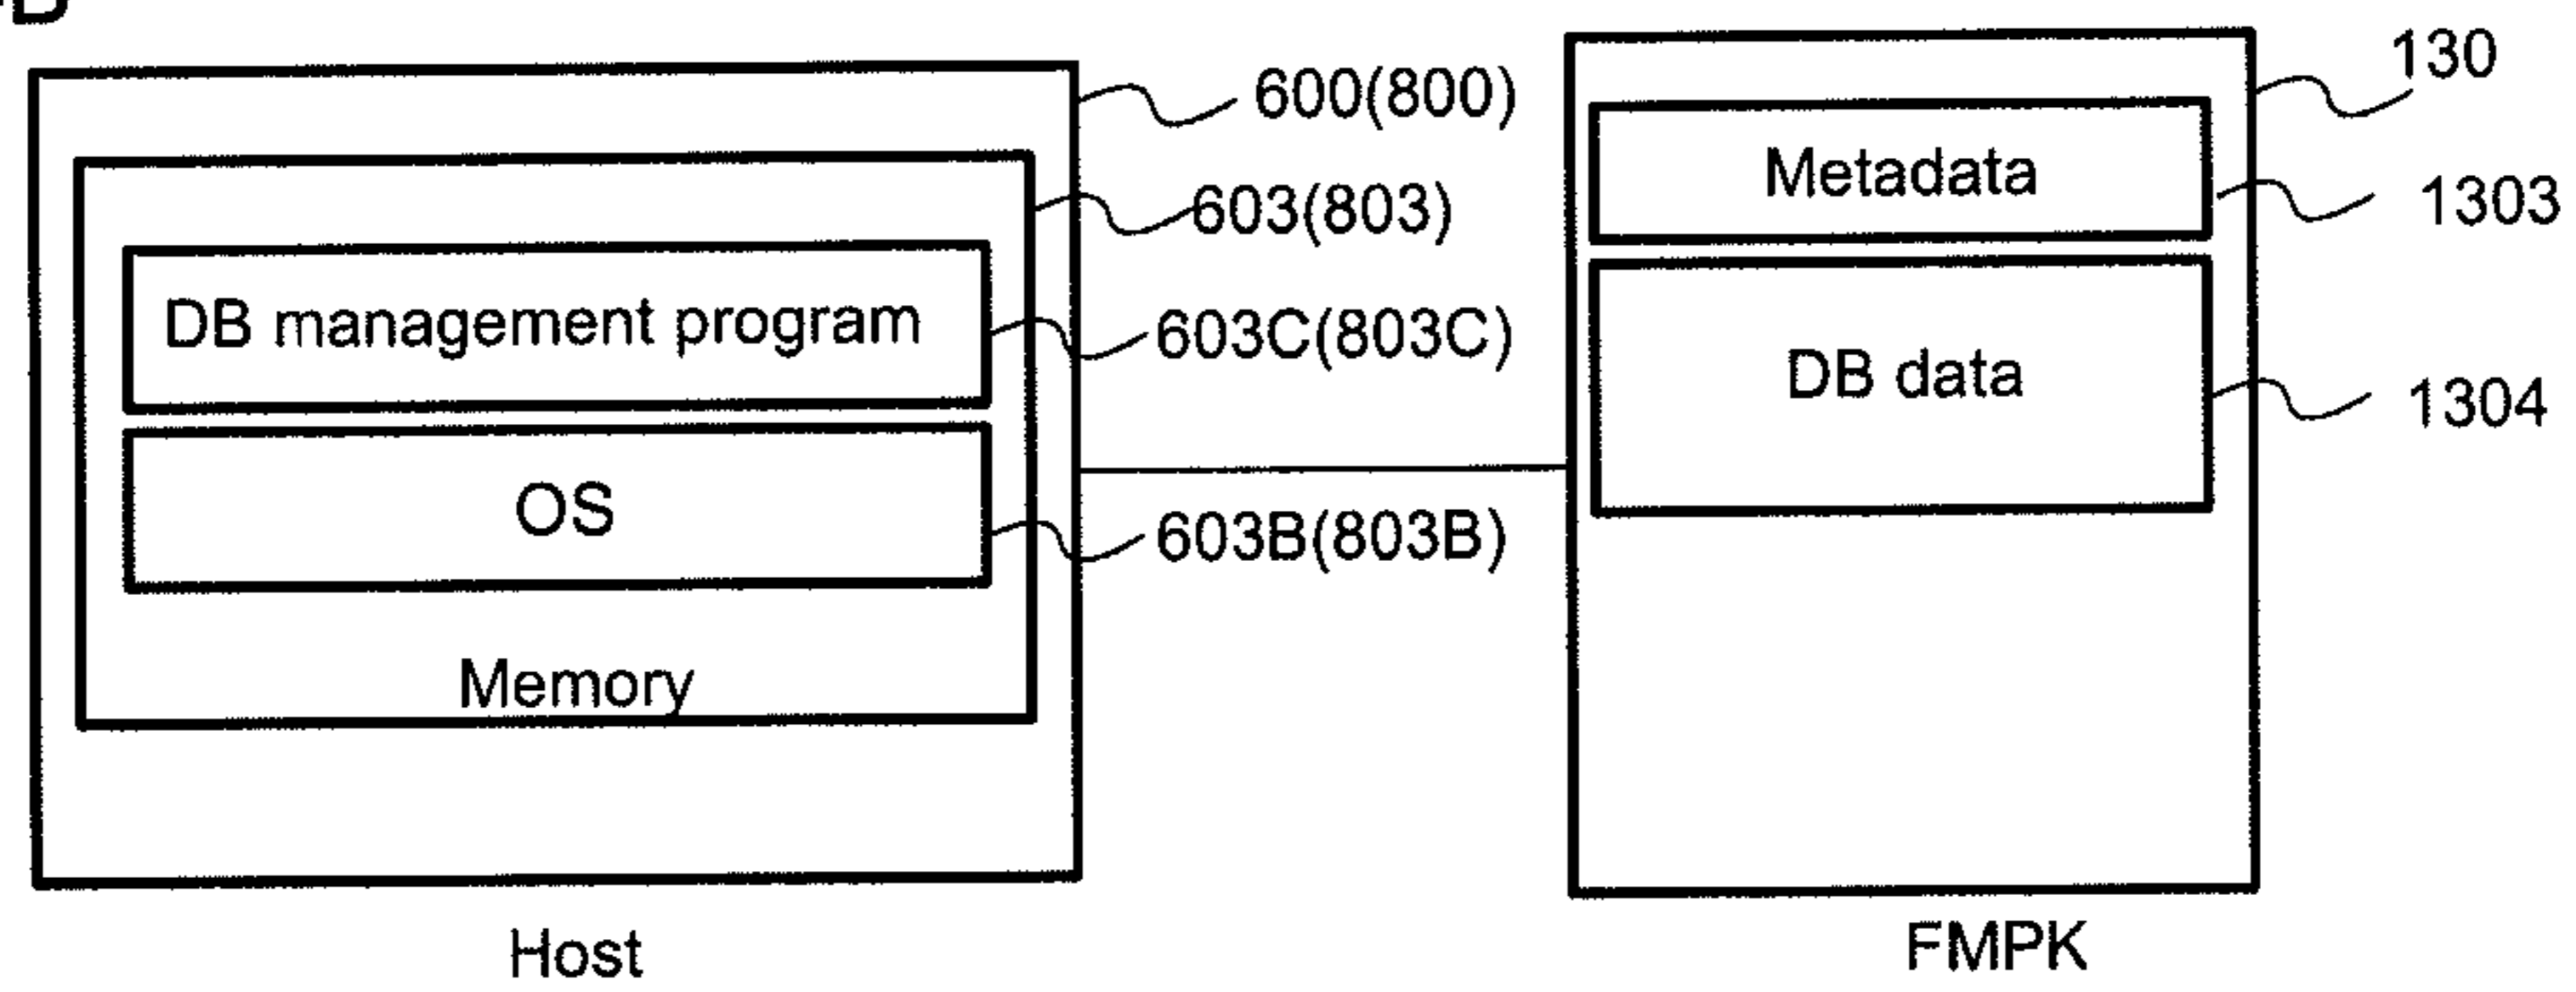 600(800)
603(803)
DB management program
603C(803C)
OS
603B(803B)
Memory
Host
130
Metadata
1303
DB data
1304
FMPK